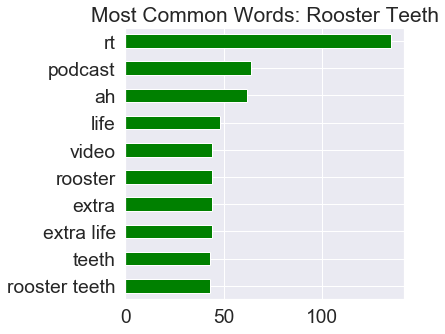 Most Common Words: Rooster Teeth
rt
podcast
ah
life
video
rooster
extra
extra life
teeth
rooster teeth
0 50 100